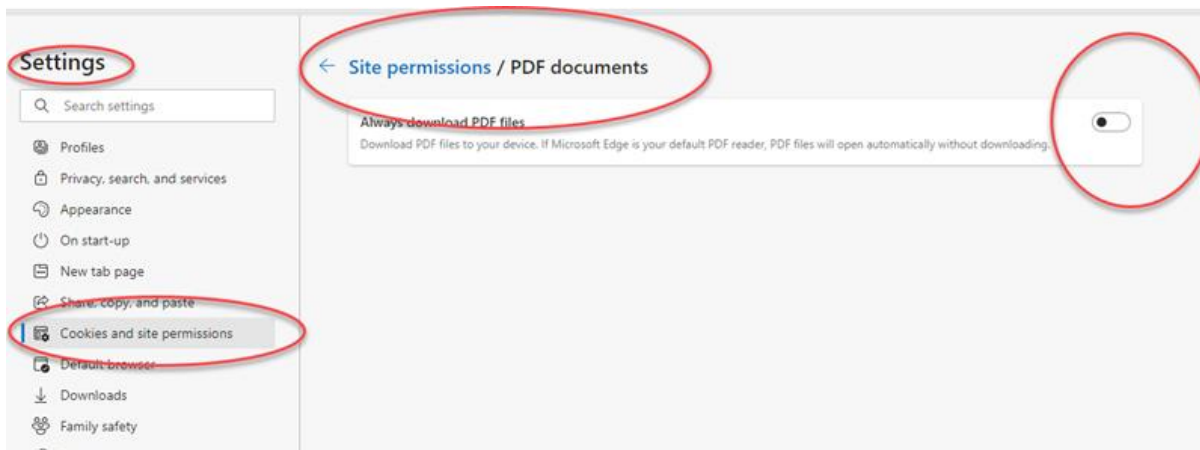 Settings
Search settings
Profiles
Privacy, search, and services
Appearance
On start-up
New tab page
Share, copy, and paste
Cookies and site permissions
Default browser
Downloads
Family safety
Site permissions / PDF documents
Always download PDF files
Download PDF files to your device. If Microsoft Edge is your default PDF reader, PDF files will open automatically without downloading.